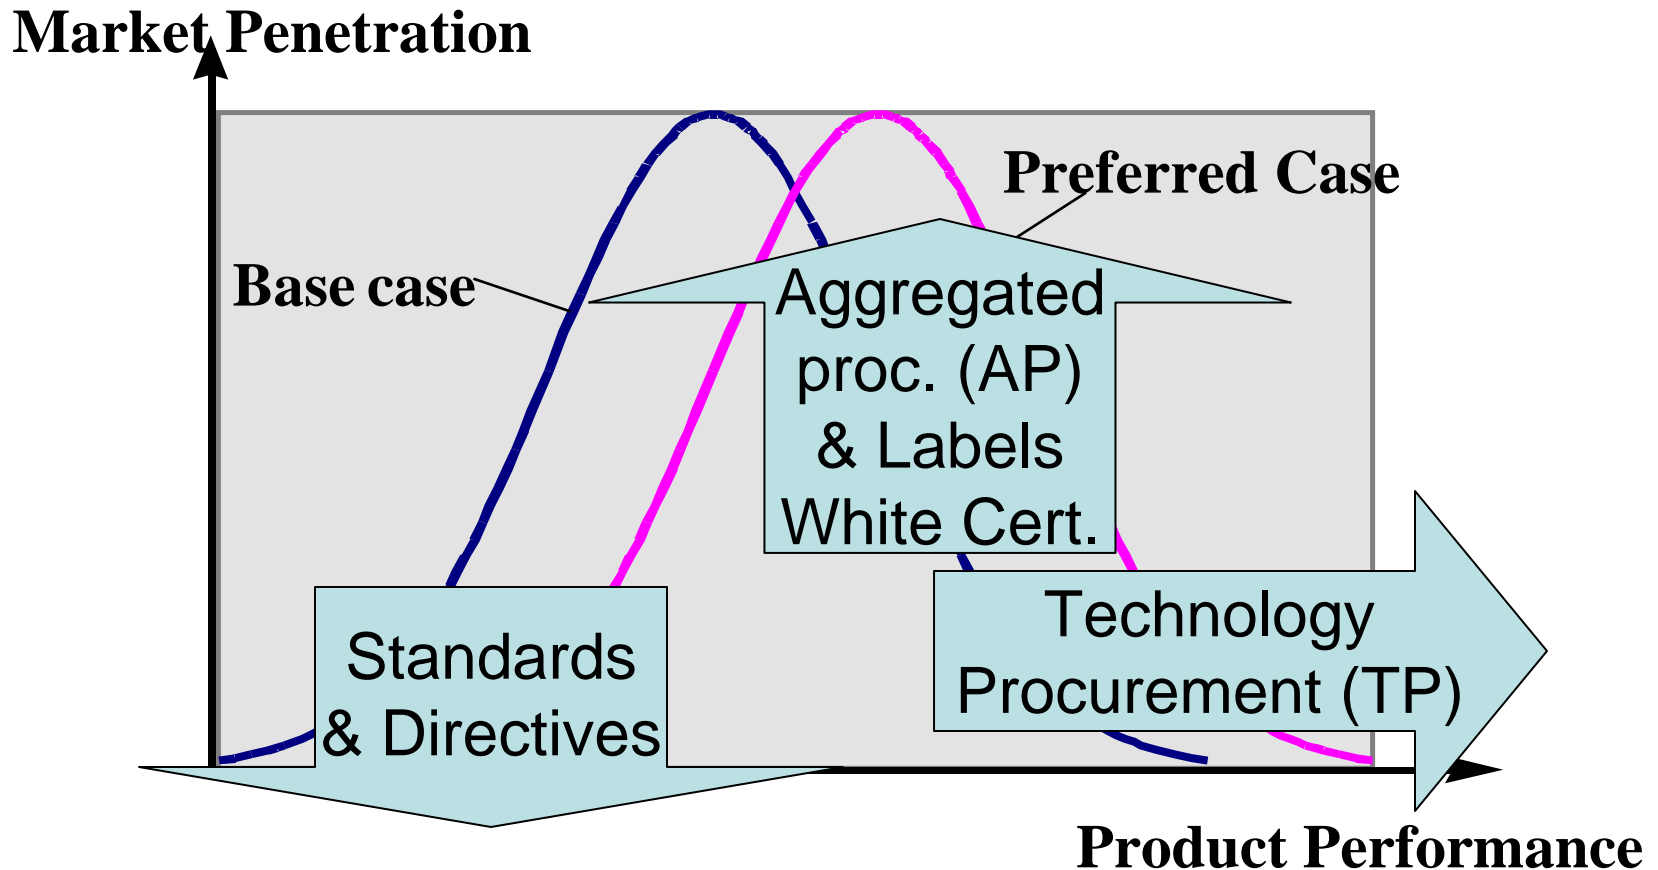 Market Penetration
Preferred Case
Base case
Aggregated
proc. (AP)
& Labels
White Cert.
Standards
& Directives
Technology
Procurement (TP)
Product Performance